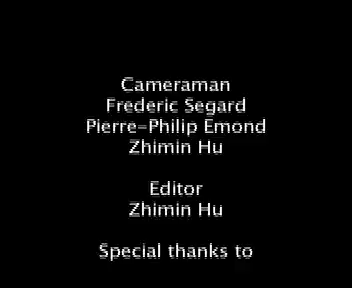 Cameraman
Frederic Segard
Pierre-Philip Emond
Zhimin Hu
Editor
Zhimin Hu
Special thanks to